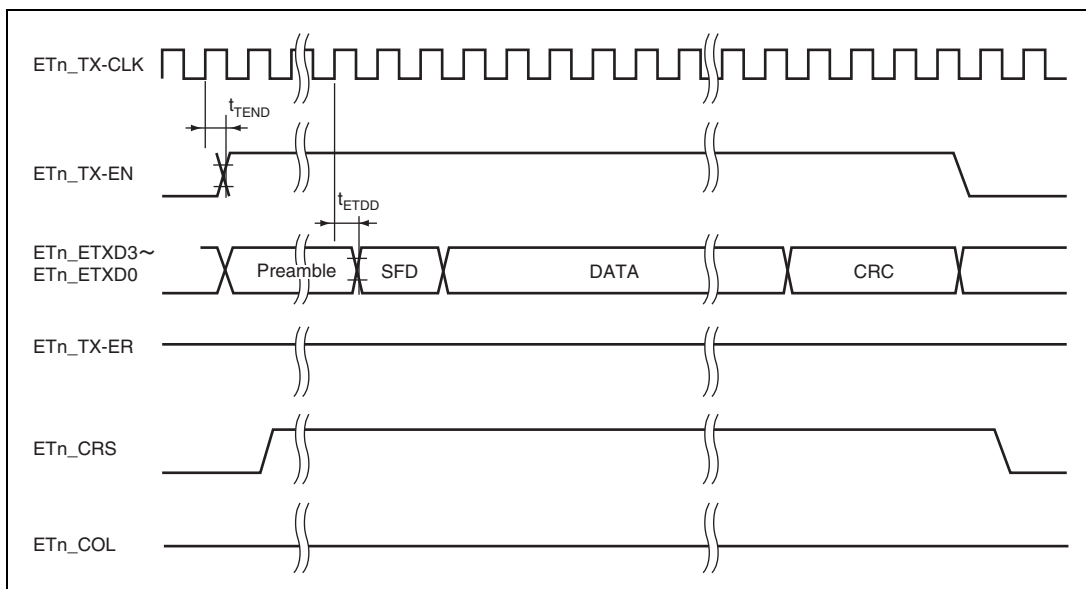 ETn_TX-CLK
tTEND
ETn_TX-EN
tETDD
ETn_ETXD3～
ETn_ETXD0
Preamble
SFD
DATA
CRC
ETn_TX-ER
ETn_CRS
ETn_COL